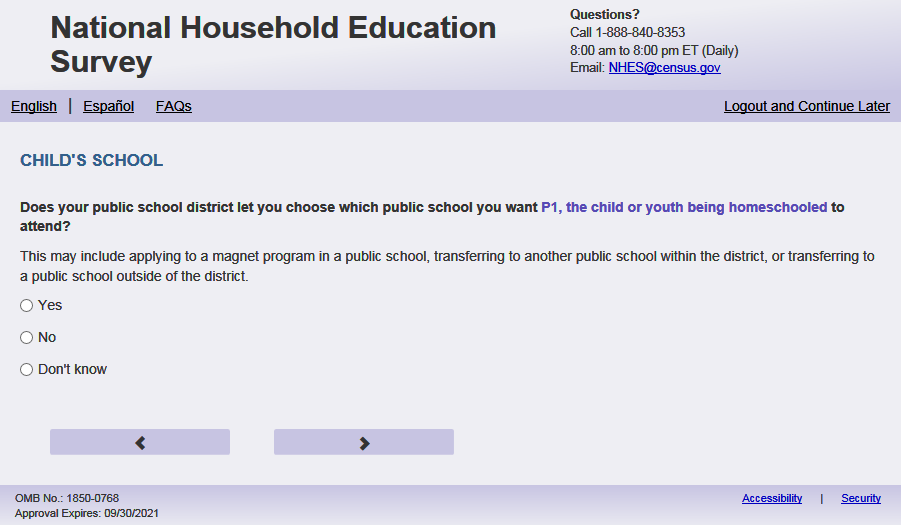 National Household Education
Survey
Questions?
Call 1-888-840-8353
8:00 am to 8:00 pm ET (Daily)
Email: NHES@census.gov
English | Español FAQs Logout and Continue Later
CHILD'S SCHOOL
Does your public school district let you choose which public school you want P1, the child or youth being homeschooled to
attend?
This may include applying to a magnet program in a public school, transferring to another public school within the district, or transferring to
a public school outside of the district.
Yes
No
Don't know
OMB No.: 1850-0768
Approval Expires: 09/30/2021
Accessibility | Security